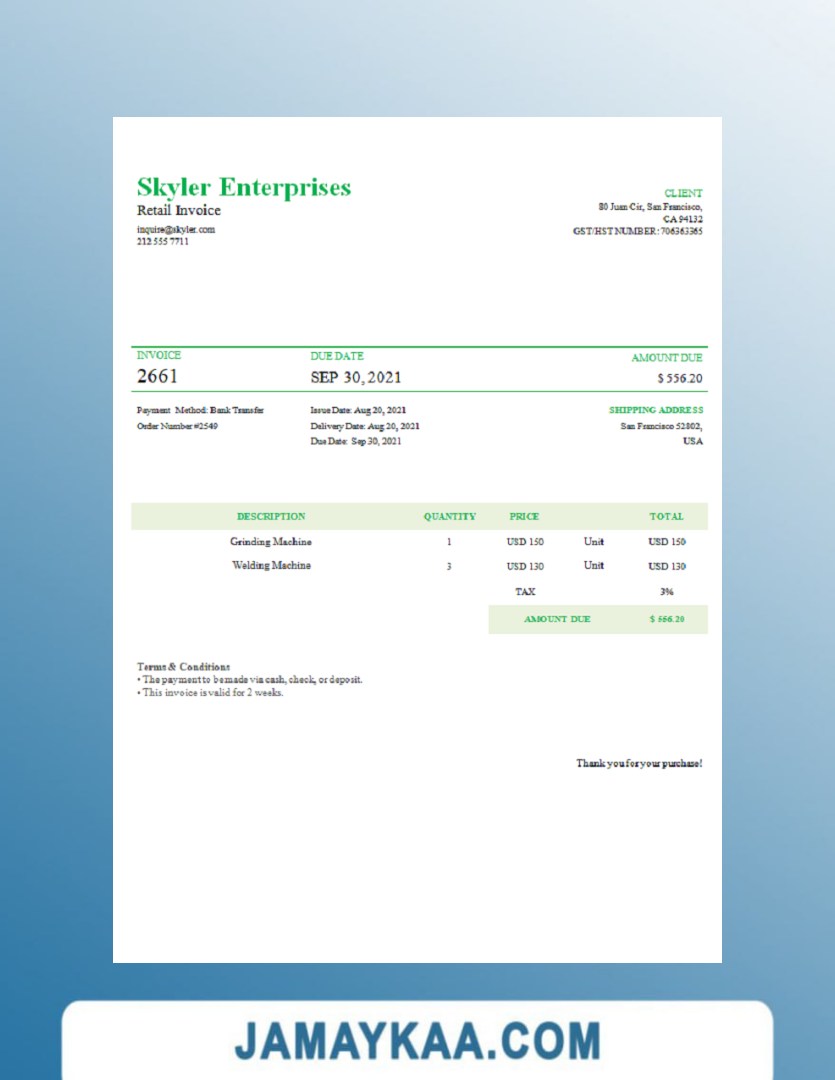 Skyler Enterprises
Retail Invoice
inquire@skyler.com
212 555 7711
CLIENT
80 Juan Cir, San Francisco,
CA 94132
GST/HST NUMBER: 706363365
INVOICE
2661
DUE DATE
SEP 30, 2021
AMOUNT DUE
$ 556.20
Payment Method: Bank Transfer
Order Number #2549
Issue Date: Aug 20, 2021
Delivery Date: Aug 20, 2021
Due Date: Sep 30, 2021
SHIPPING ADDRESS
San Francisco 52802,
USA
DESCRIPTION QUANTITY PRICE TOTAL
Grinding Machine 1 USD 150 Unit USD 150
Welding Machine 3 USD 130 Unit USD 130
TAX 3%
AMOUNT DUE $ 556.20
Terms & Conditions
• The payment to be made via cash, check, or deposit.
• This invoice is valid for 2 weeks.
Thank you for your purchase!
JAMAYKAA.COM